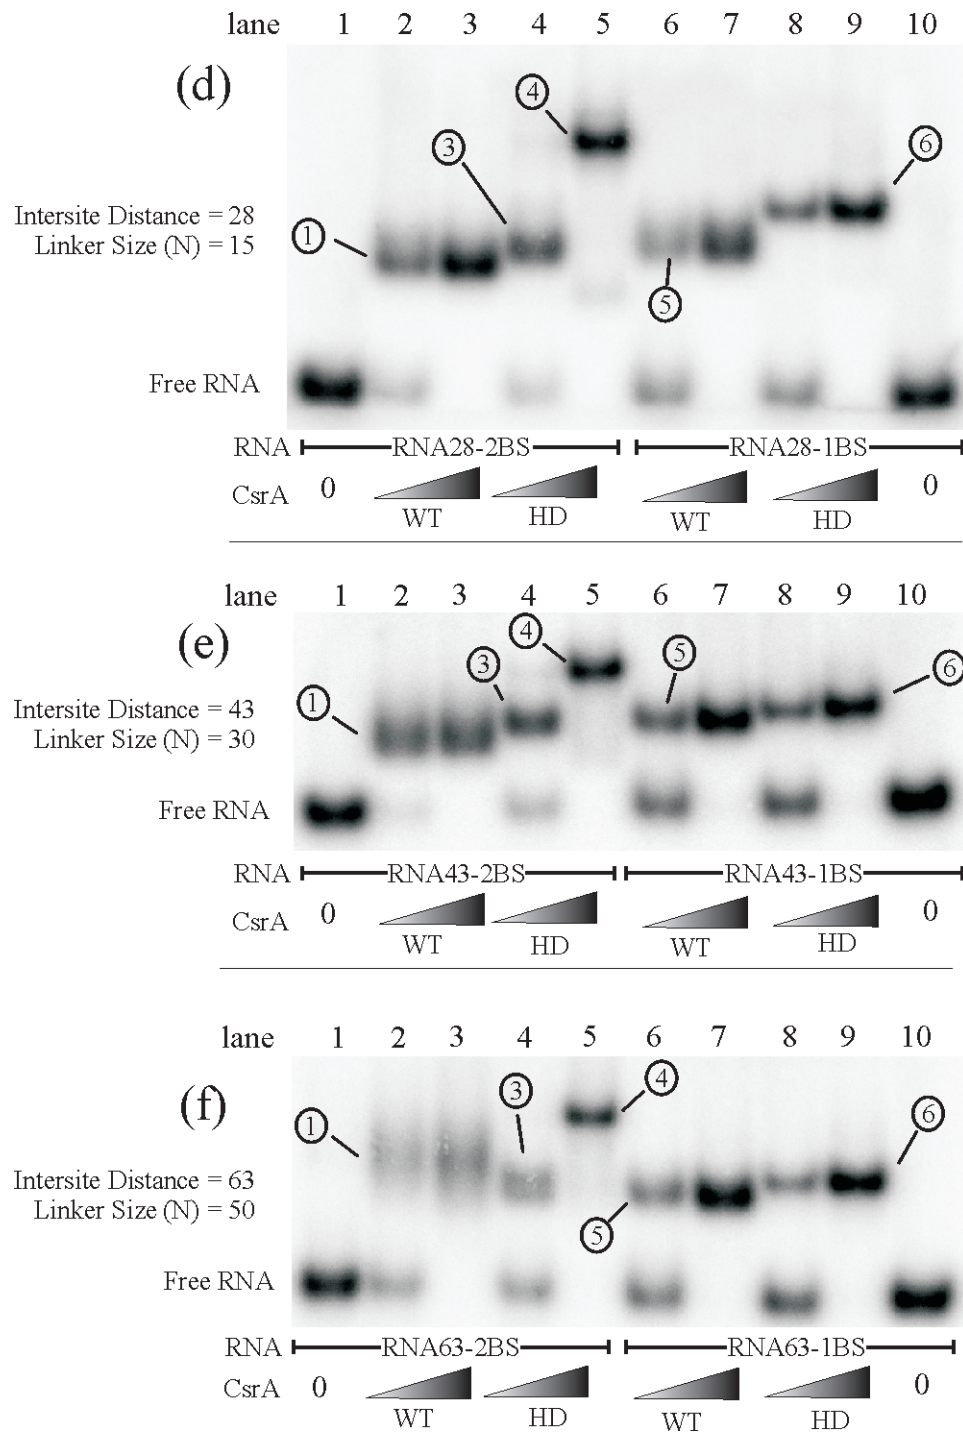 lane 1 2 3 4 5 6 7 8 9 10
(d)
4
3
6
Intersite Distance = 28
1
Linker Size (N) = 15
5
Free RNA
RNA RNA28-2BS RNA28-1BS
CsrA 0 WT HD WT HD 0
lane 1 2 3 4 5 6 7 8 9 10
(e)
4
3 5 6
1
Intersite Distance = 43
Linker Size (N) = 30
Free RNA
RNA RNA43-2BS RNA43-1BS
CsrA 0 WT HD WT HD 0
lane 1 2 3 4 5 6 7 8 9 10
(f)
3 4
1 6
Intersite Distance = 63
Linker Size (N) = 50
5
Free RNA
RNA RNA63-2BS RNA63-1BS
CsrA 0 WT HD WT HD 0